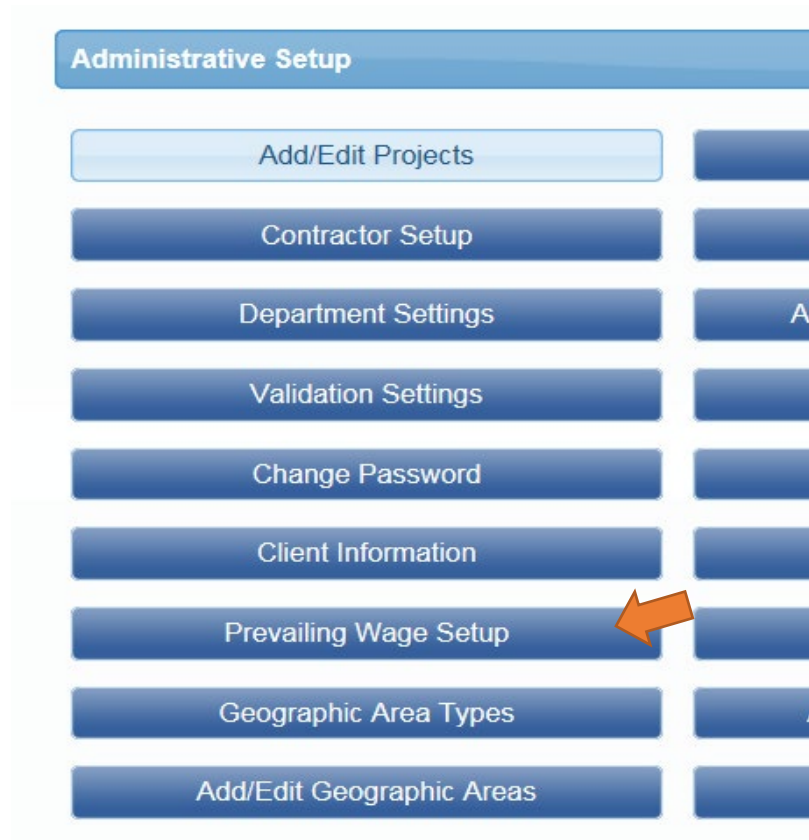 Administrative Setup
Add/Edit Projects
Contractor Setup
Department Settings
Validation Settings
Change Password
Client Information
Prevailing Wage Setup
Geographic Area Types
Add/Edit Geographic Areas